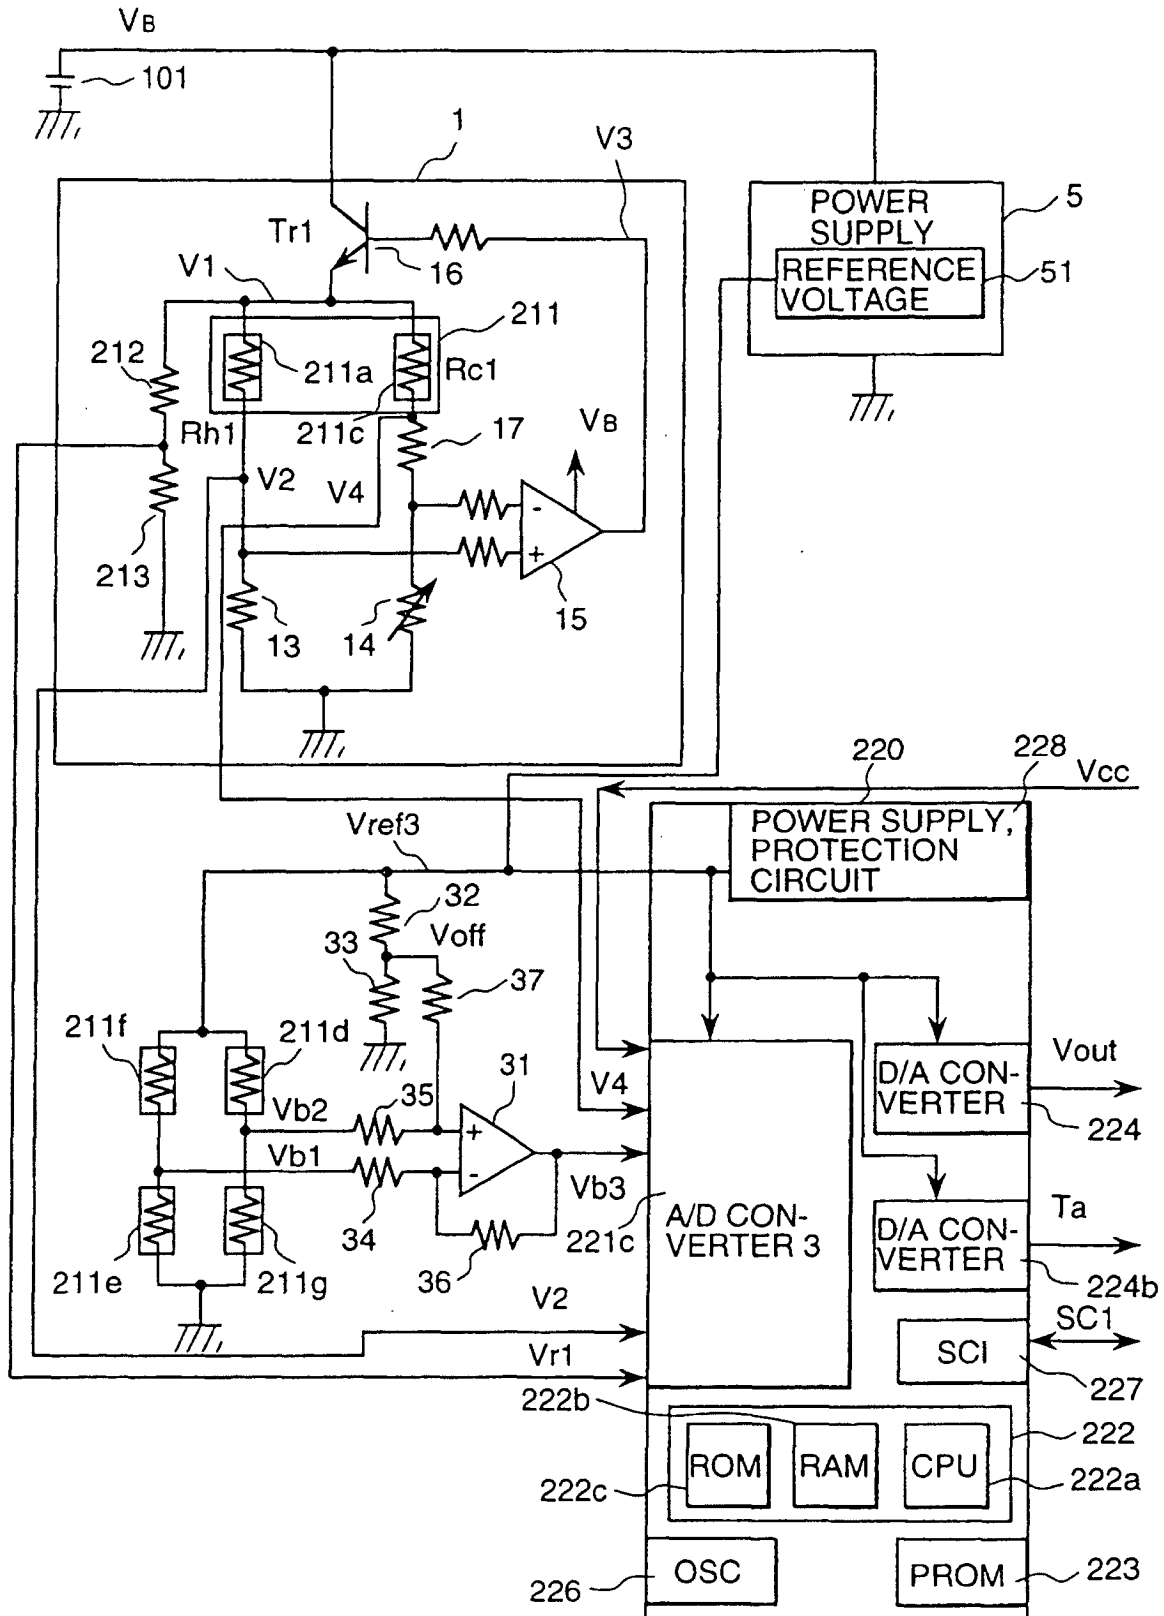 VB
101
1
V3
POWER
SUPPLY
5
REFERENCE
VOLTAGE
51
Tr1
16
V1
211
212
211a
Rc1
Rh1
211c
17
VB
V2
V4
-
+
213
13
14
15
220
228
Vcc
Vref3
POWER SUPPLY,
PROTECTION
CIRCUIT
32
33
Voff
37
211f
211d
31
V4
D/A CON-
VERTER
Vout
224
35
Vb2
+
Vb1
-
Vb3
34
36
221c
A/D CON-
VERTER 3
D/A CON-
VERTER
Ta
224b
211e
211g
V2
SC1
SCI
227
Vr1
222b
222
ROM
RAM
CPU
222c
222a
OSC
226
PROM
223